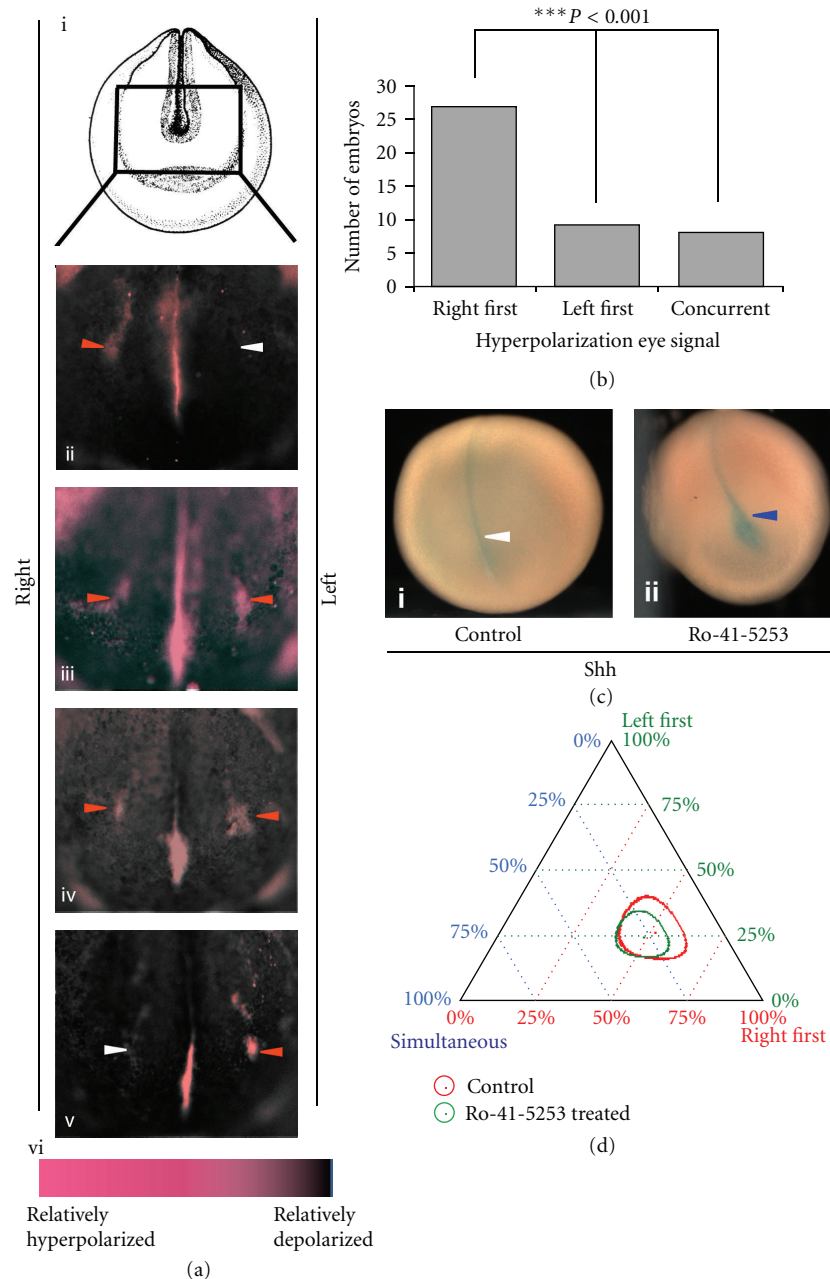 i
Right
Left
ii
iii
iv
v
vi
Relatively hyperpolarized
Relatively depolarized
(a)
***P < 0.001
Number of embryos
30
25
20
15
10
5
0
Right first
Left first
Concurrent
Hyperpolarization eye signal
(b)
i
ii
Control
Ro-41-5253
Shh
(c)
Left first
0%
100%
25%
75%
50%
50%
75%
25%
100%
0%
0%
25%
50%
75%
100%
Simultaneous
Right first
Control
Ro-41-5253 treated
(d)